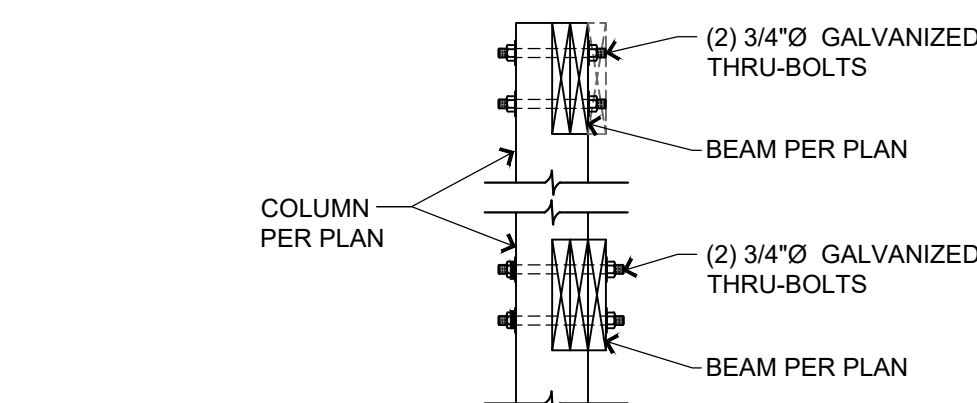 (2) 3/4"Ø GALVANIZED
THRU-BOLTS
BEAM PER PLAN
COLUMN
PER PLAN
(2) 3/4"Ø GALVANIZED
THRU-BOLTS
BEAM PER PLAN